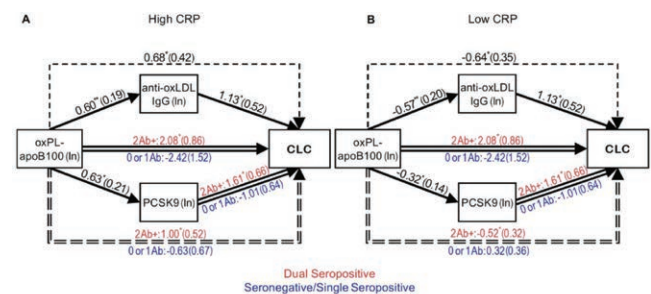 A
High CRP
0.68*(0.42)
0.60**(0.19)
anti-oxLDL
IgG (ln)
1.13*(0.52)
oxPL-
apoB100(ln)
2Ab+:2.08*(0.86)
0 or 1Ab:-2.42(1.52)
CLC
0.63*(0.21)
PCSK9(ln)
2Ab+:1.61*(0.66)
0 or 1Ab:-1.01(0.64)
2Ab+:1.00*(0.52)
0 or 1Ab:-0.63(0.67)
B
Low CRP
-0.64*(0.35)
-0.57**(0.20)
anti-oxLDL
IgG (ln)
1.13*(0.52)
oxPL-
apoB100(ln)
2Ab+:2.08*(0.86)
0 or 1Ab:-2.42(1.52)
CLC
-0.32*(0.14)
PCSK9(ln)
2Ab+:1.61*(0.66)
0 or 1Ab:-1.01(0.64)
2Ab+:-0.52*(0.32)
0 or 1Ab:0.32(0.36)
Dual Seropositive
Seronegative/Single Seropositive